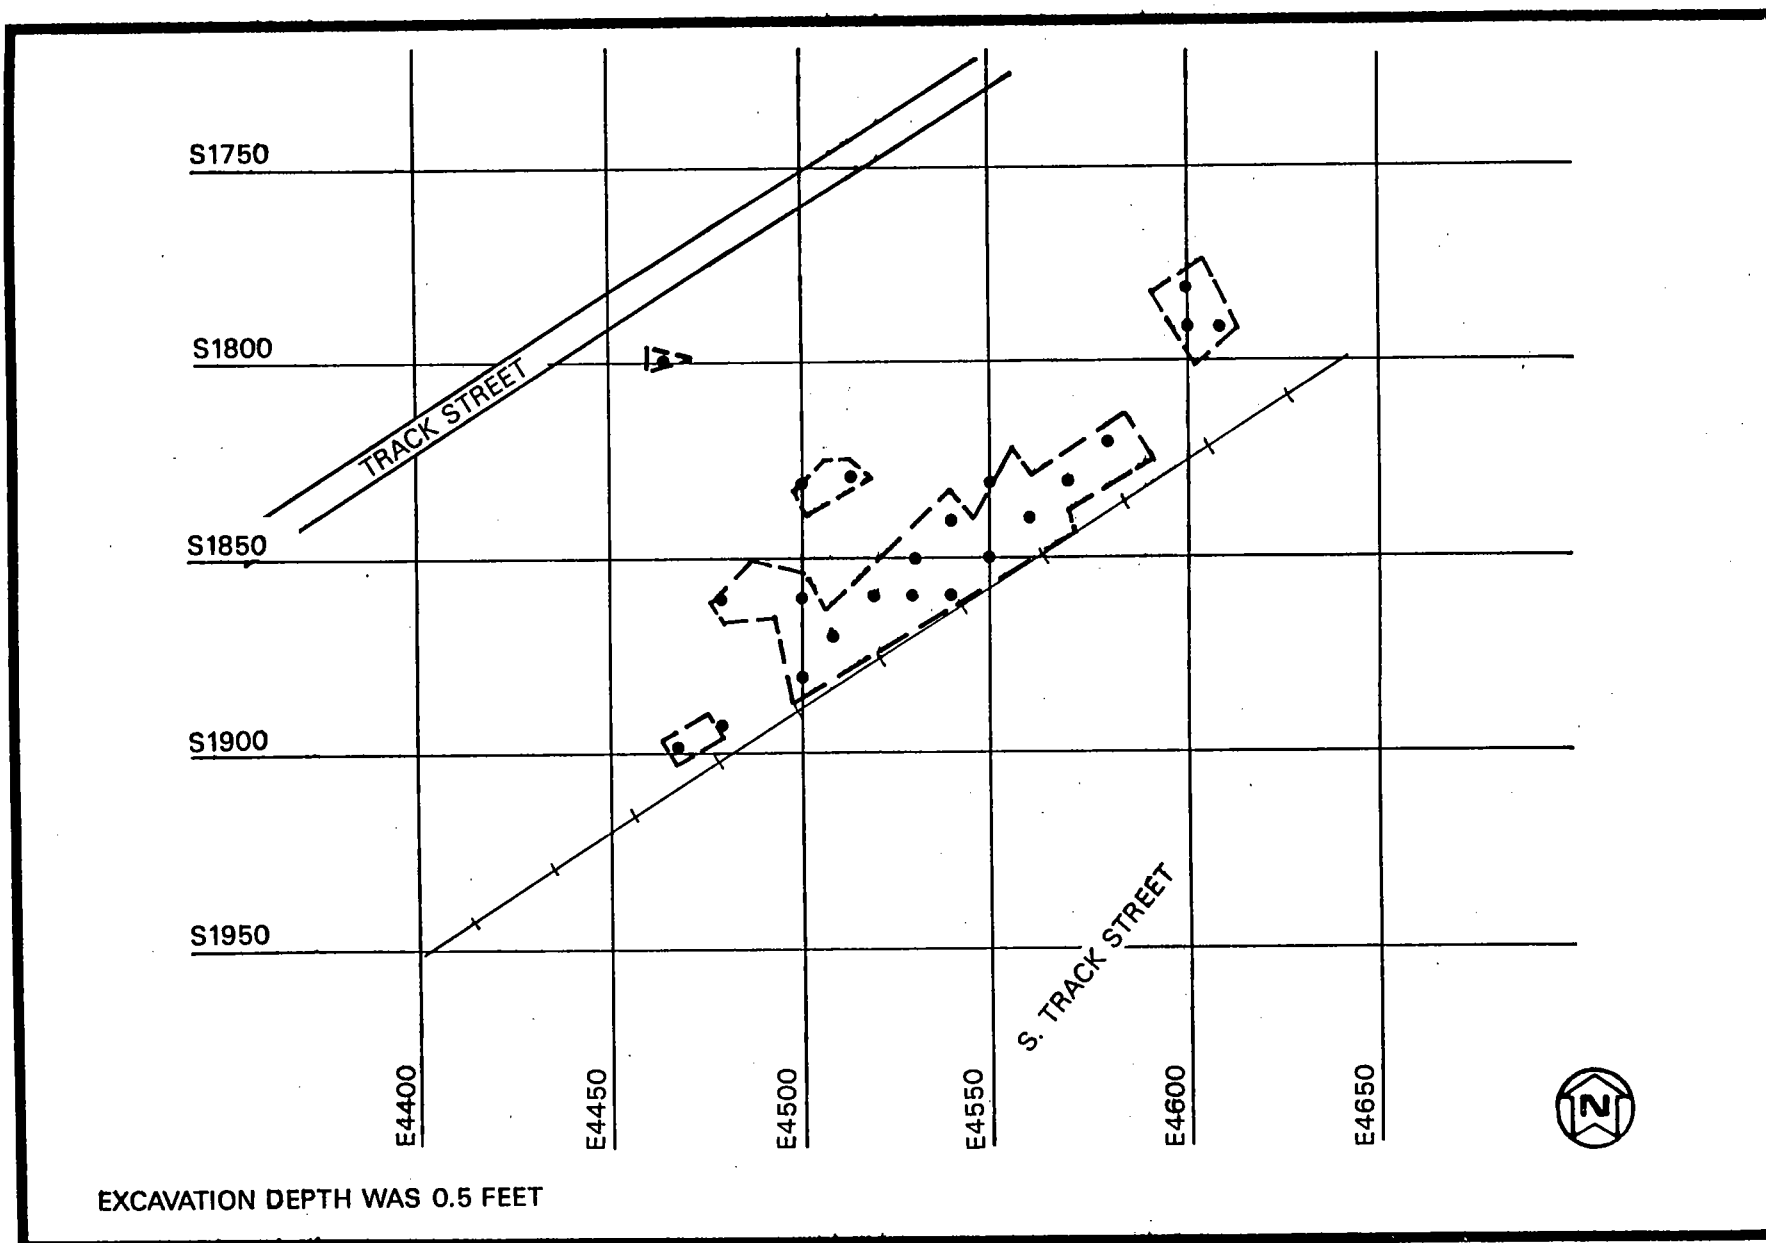 S1750
S1800
TRACK STREET
S1850
S1900
S1950
S. TRACK STREET
E4400
E4450
E4500
E4550
E4600
E4650
N
EXCAVATION DEPTH WAS 0.5 FEET